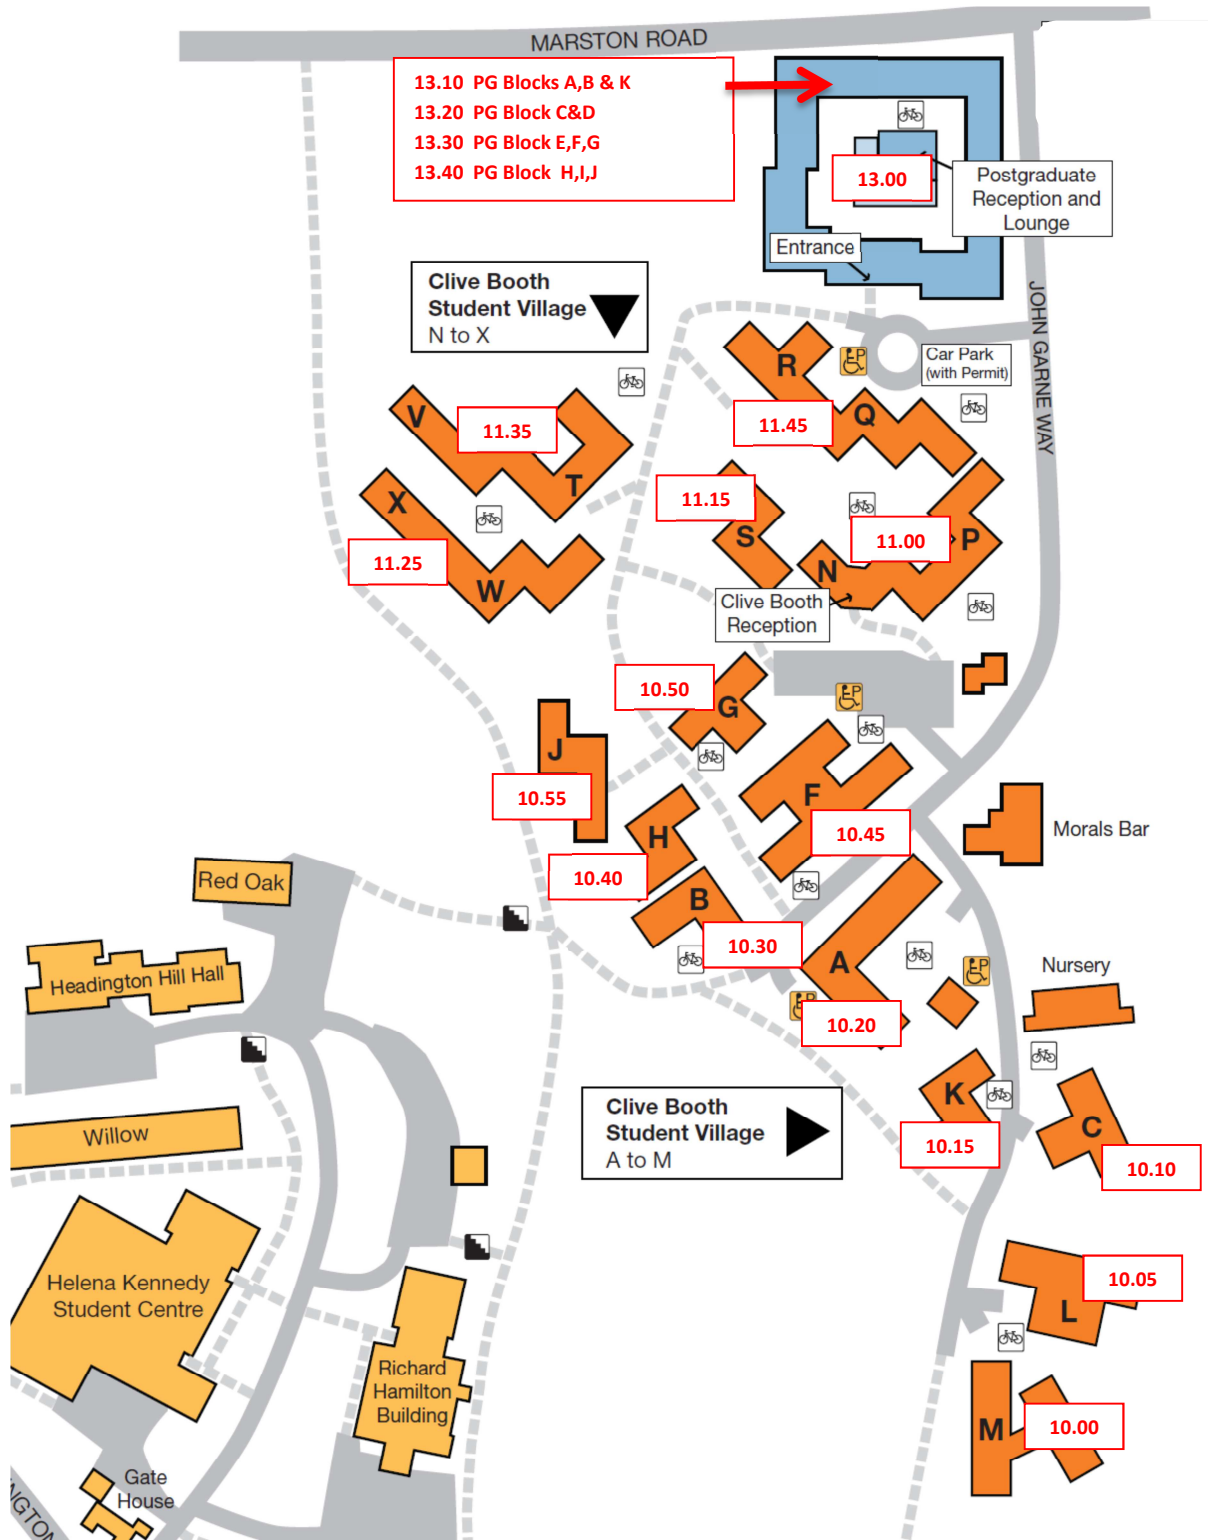 MARSTON ROAD
13.10 PG Blocks A,B & K
13.20 PG Block C&D
13.30 PG Block E,F,G
13.40 PG Block H,I,J
13.00
Postgraduate
Reception and
Lounge
Entrance
JOHN GARNE WAY
Clive Booth
Student Village
N to X
R
P
Car Park
(with Permit)
V
11.35
11.45
Q
T
X
11.15
S
11.00
P
11.25
W
N
Clive Booth
Reception
10.50
G
P
J
10.55
F
10.45
Morals Bar
H
10.40
B
10.30
A
Red Oak
Headington Hill Hall
P
Nursery
P
10.20
Willow
Clive Booth
Student Village
A to M
K
10.15
C
10.10
Helena Kennedy
Student Centre
10.05
L
Richard
Hamilton
Building
M
10.00
Gate
House
INGTON